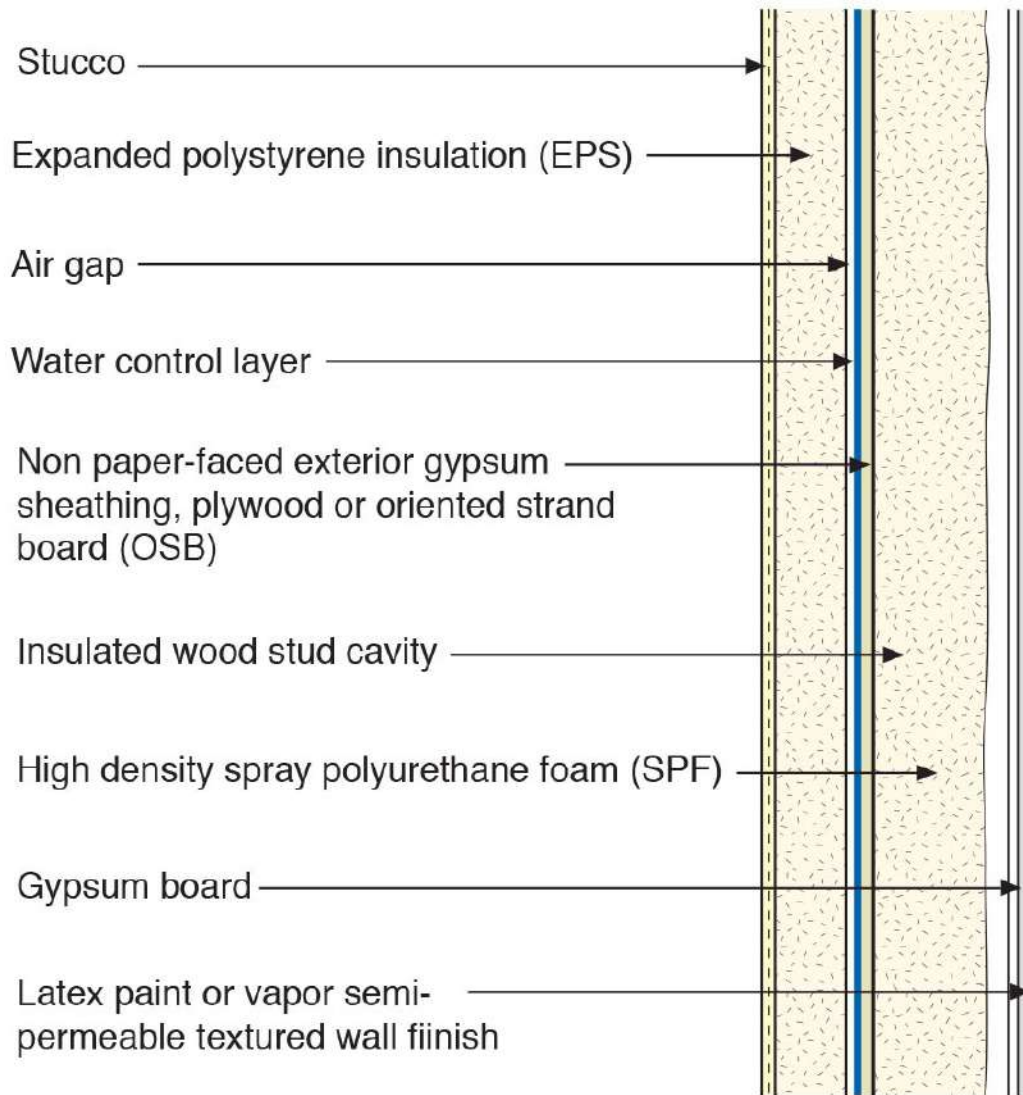 Stucco
Expanded polystyrene insulation (EPS)
Air gap
Water control layer
Non paper-faced exterior gypsum
sheathing, plywood or oriented strand
board (OSB)
Insulated wood stud cavity
High density spray polyurethane foam (SPF)
Gypsum board
Latex paint or vapor semi-
permeable textured wall fiinish